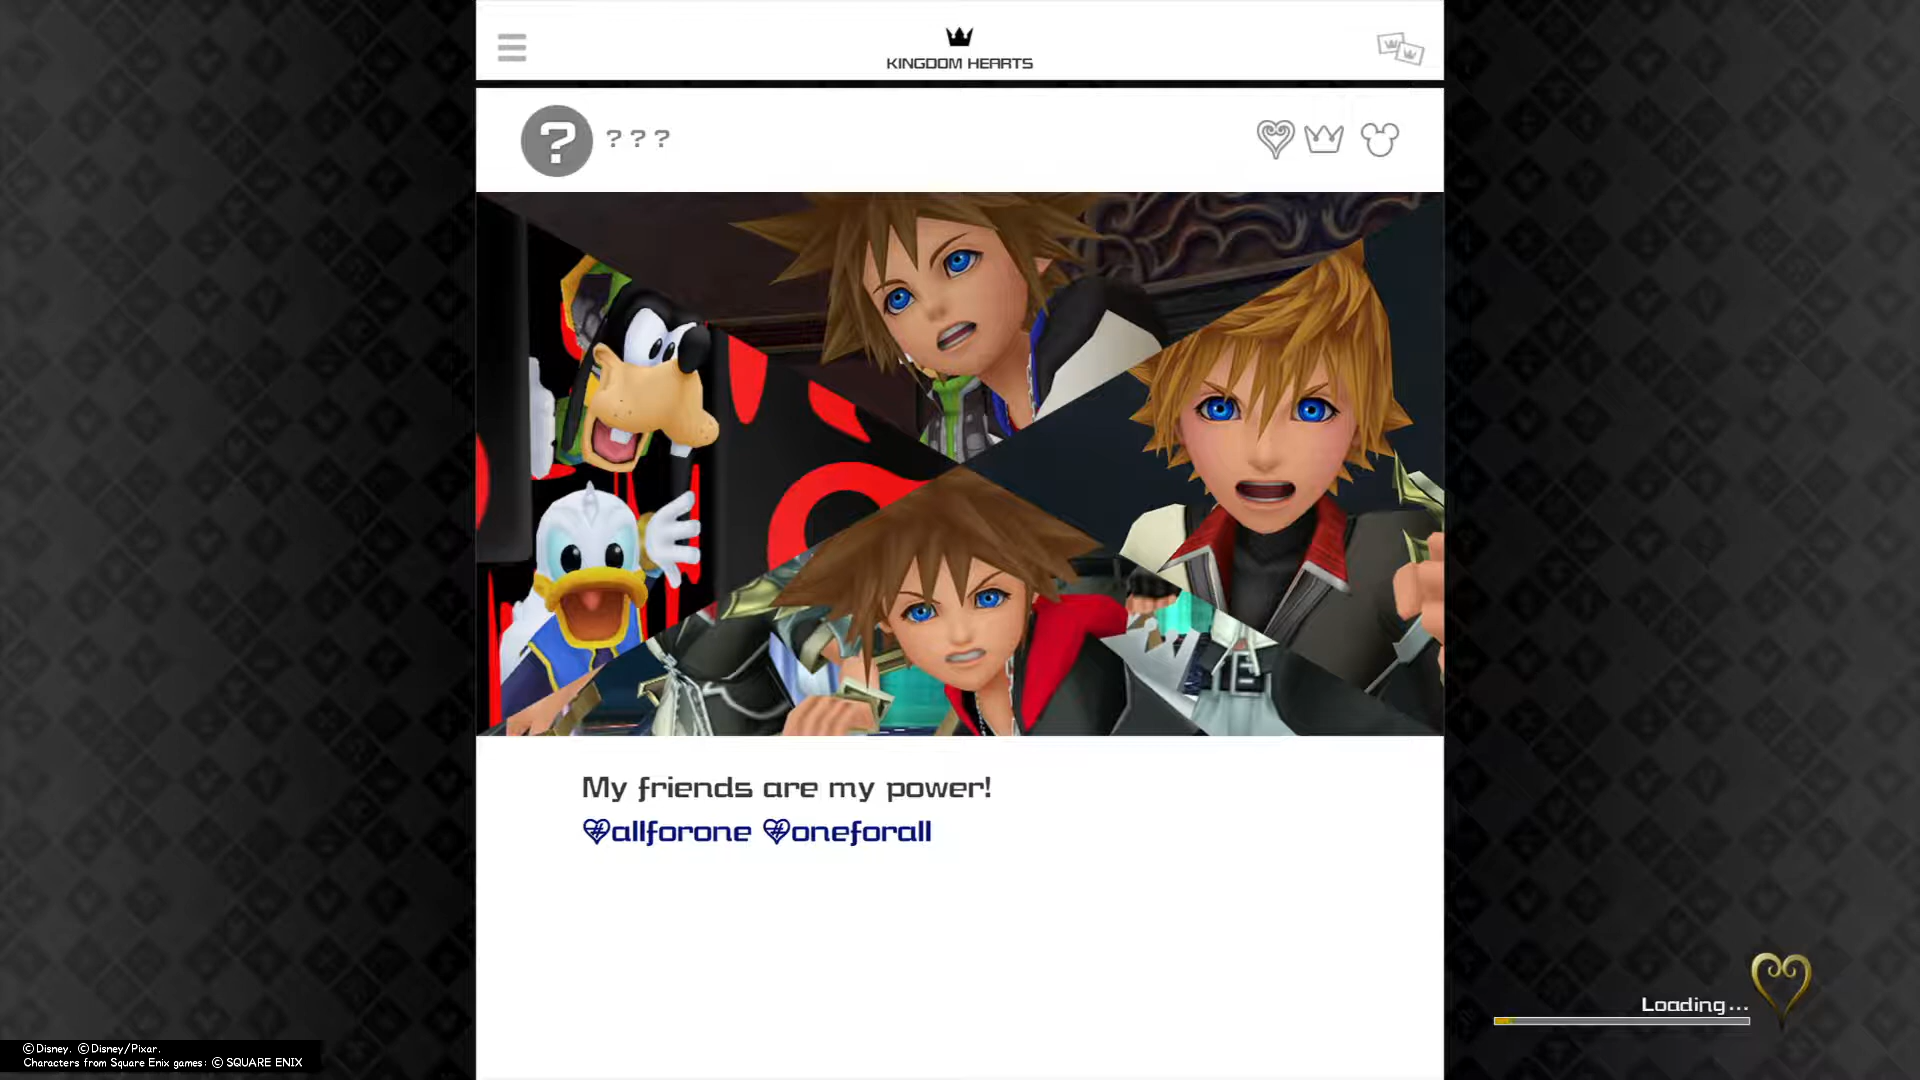 KINGDOM HEARTS
?
? ? ?
My friends are my power!
#allforone #oneforall
Loading...
©Disney. ©Disney/Pixar.
Characters from Square Enix games: © SQUARE ENIX